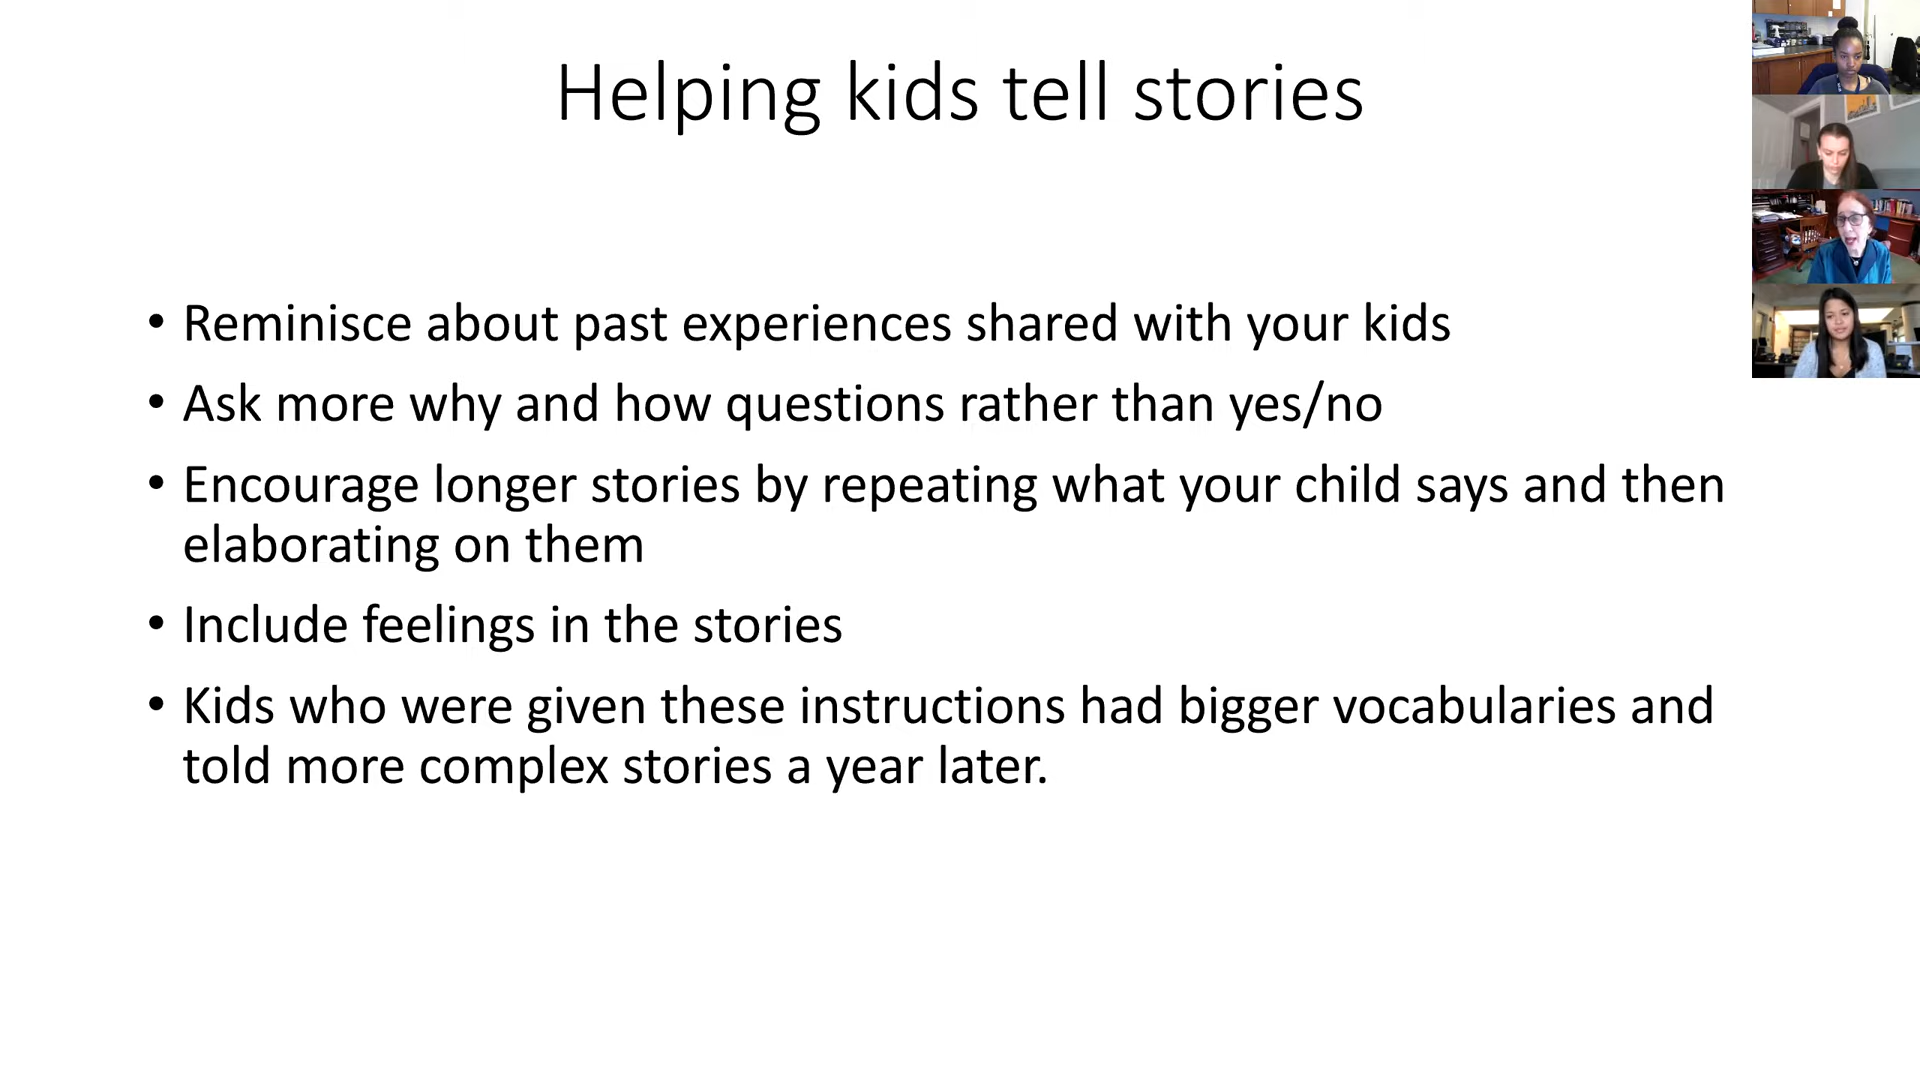 Helping kids tell stories
• Reminisce about past experiences shared with your kids
• Ask more why and how questions rather than yes/no
• Encourage longer stories by repeating what your child says and then
elaborating on them
• Include feelings in the stories
• Kids who were given these instructions had bigger vocabularies and
told more complex stories a year later.